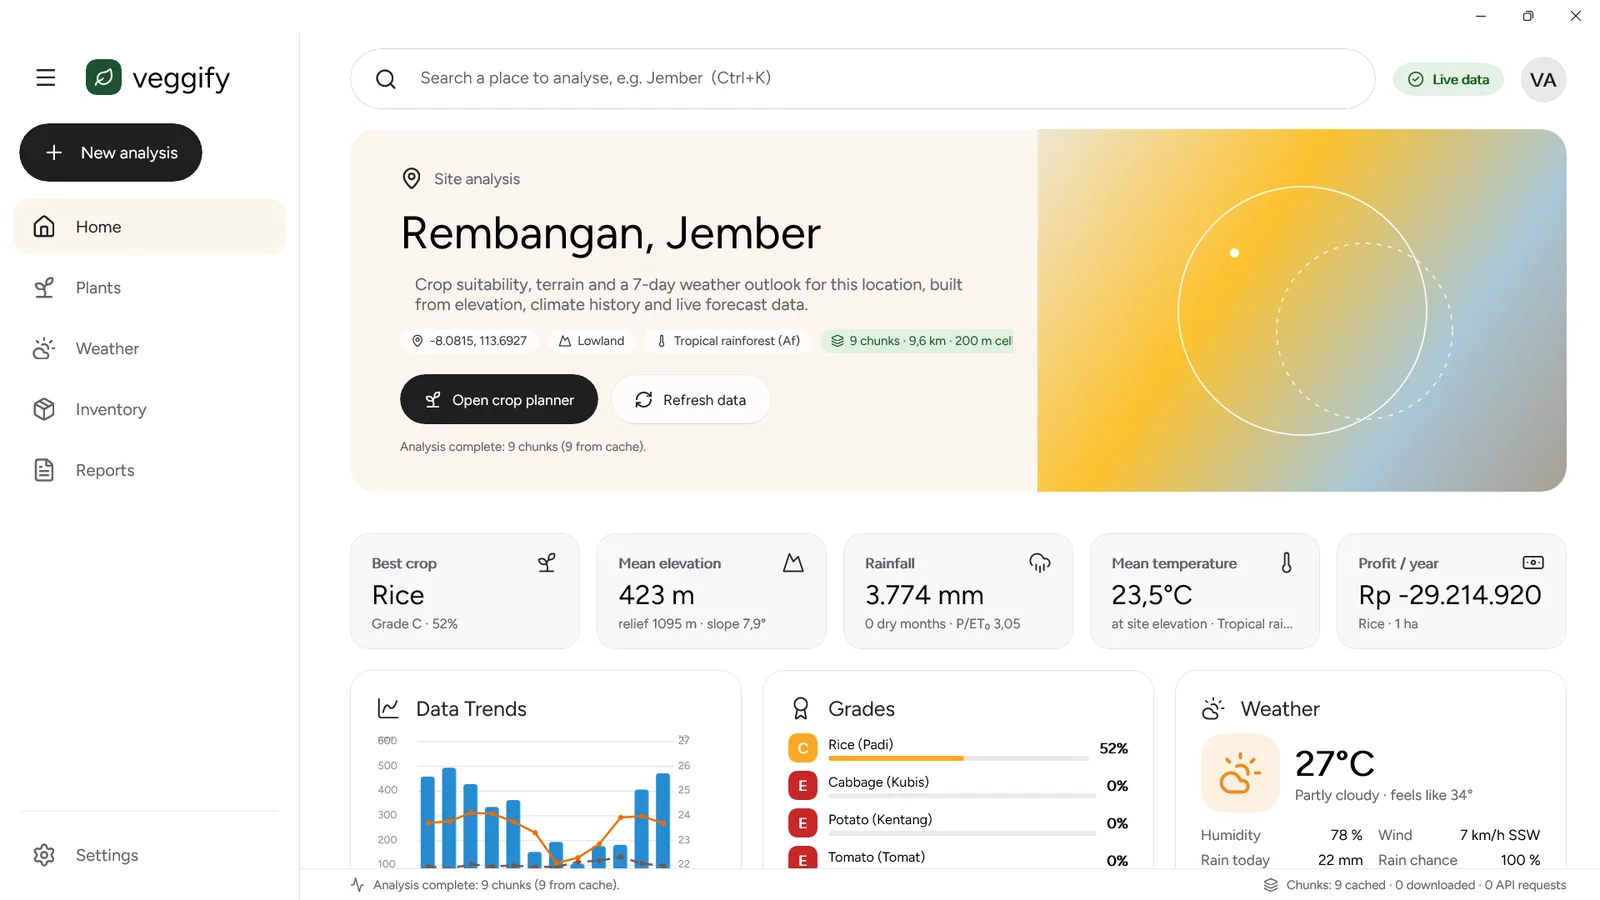 veggify
Search a place to analyse, e.g. Jember (Ctrl+K)
Live data
VA
New analysis
Home
Plants
Weather
Inventory
Reports
Settings
Site analysis
Rembangan, Jember
Crop suitability, terrain and a 7-day weather outlook for this location, built
from elevation, climate history and live forecast data.
-8.0815, 113.6927
Lowland
Tropical rainforest (Af)
9 chunks · 9,6 km · 200 m cel
Open crop planner
Refresh data
Analysis complete: 9 chunks (9 from cache).
Best crop
Rice
Grade C · 52%
Mean elevation
423 m
relief 1095 m · slope 7,9°
Rainfall
3.774 mm
0 dry months · P/ET₀ 3,05
Mean temperature
23,5°C
at site elevation · Tropical rai...
Profit / year
Rp -29.214.920
Rice · 1 ha
Data Trends
600
27
500
26
400
25
300
24
200
23
100
22
Grades
C
Rice (Padi)
52%
E
Cabbage (Kubis)
0%
E
Potato (Kentang)
0%
E
Tomato (Tomat)
0%
Weather
27°C
Partly cloudy · feels like 34°
Humidity 78 % Wind 7 km/h SSW
Rain today 22 mm Rain chance 100 %
Analysis complete: 9 chunks (9 from cache).
Chunks: 9 cached · 0 downloaded · 0 API requests